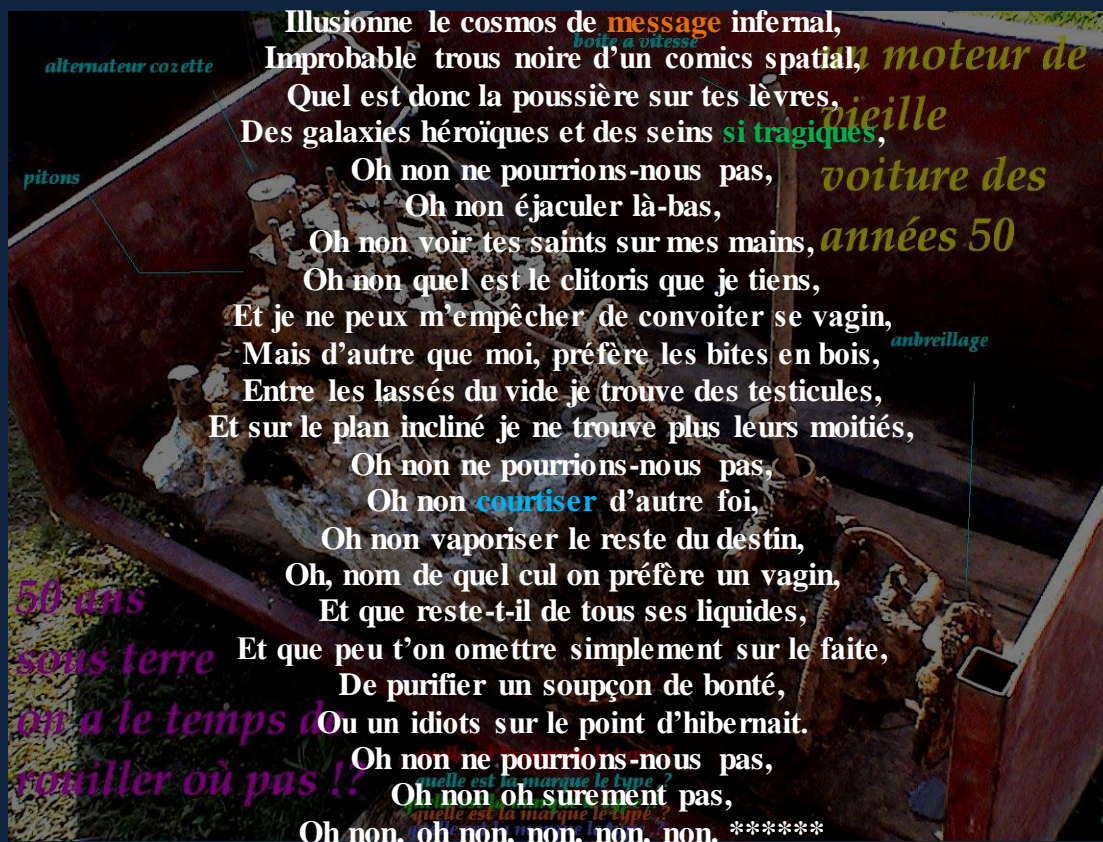 Illusionne le cosmos de message infernal,
Improbable trous noire d’un comics spatial,
Quel est donc la poussière sur tes lèvres,
Des galaxies héroïques et des seins si tragiques,
Oh non ne pourrions-nous pas,
Oh non éjaculer là-bas,
Oh non voir tes saints sur mes mains,
Oh non quel est le clitoris que je tiens,
Et je ne peux m’empêcher de convoiter se vagin,
Mais d’autre que moi, préfère les bites en bois,
Entre les lassés du vide je trouve des testicules,
Et sur le plan incliné je ne trouve plus leurs moitiés,
Oh non ne pourrions-nous pas,
Oh non courtiser d’autre foi,
Oh non vaporiser le reste du destin,
Oh, nom de quel cul on préfère un vagin,
Et que reste-t-il de tous ses liquides,
Et que peu t’on omettre simplement sur le faite,
De purifier un soupçon de bonté,
Ou un idiots sur le point d’hibernait.
Oh non ne pourrions-nous pas,
Oh non oh surement pas,
Oh non, oh non, non, non, non, ******
alternateur cozette
boite a vitesse
un moteur de
vieille
voiture des
années 50
pitons
anbreillage
50 ans
sous terre
on a le temps de
rouiller où pas !?
quelle est la marque le type ?
quelle est la marque le type ?